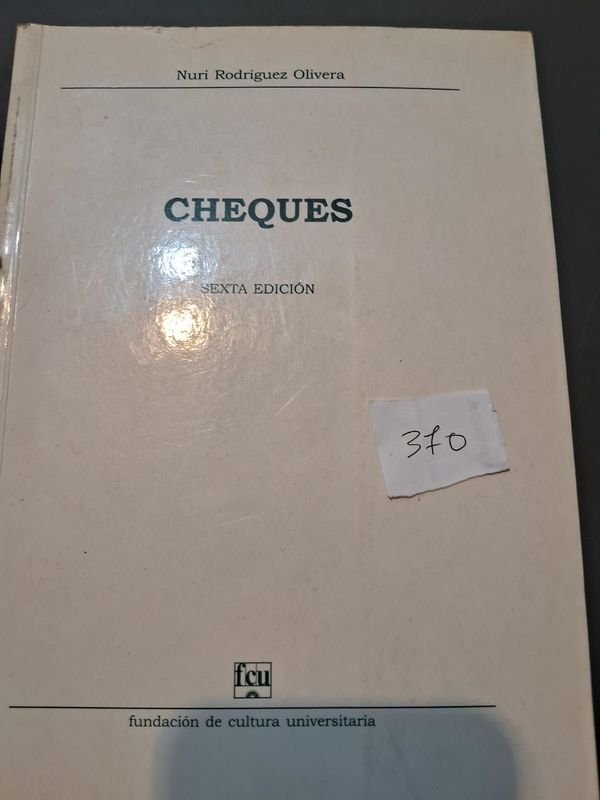 Nuri Rodríguez Olivera
CHEQUES
SEXTA EDICIÓN
370
fcu
fundación de cultura universitaria